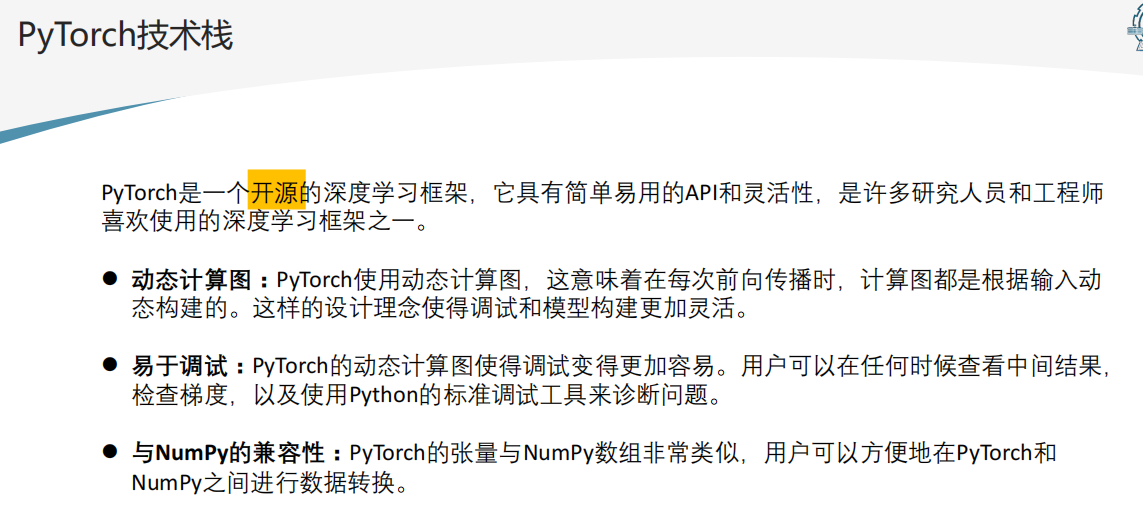 PyTorch技术栈
PyTorch是一个开源的深度学习框架，它具有简单易用的API和灵活性，是许多研究人员和工程师
喜欢使用的深度学习框架之一。
● 动态计算图：PyTorch使用动态计算图，这意味着在每次前向传播时，计算图都是根据输入动
态构建的。这样的设计理念使得调试和模型构建更加灵活。
● 易于调试：PyTorch的动态计算图使得调试变得更加容易。用户可以在任何时候查看中间结果，
检查梯度，以及使用Python的标准调试工具来诊断问题。
● 与NumPy的兼容性：PyTorch的张量与NumPy数组非常类似，用户可以方便地在PyTorch和
NumPy之间进行数据转换。